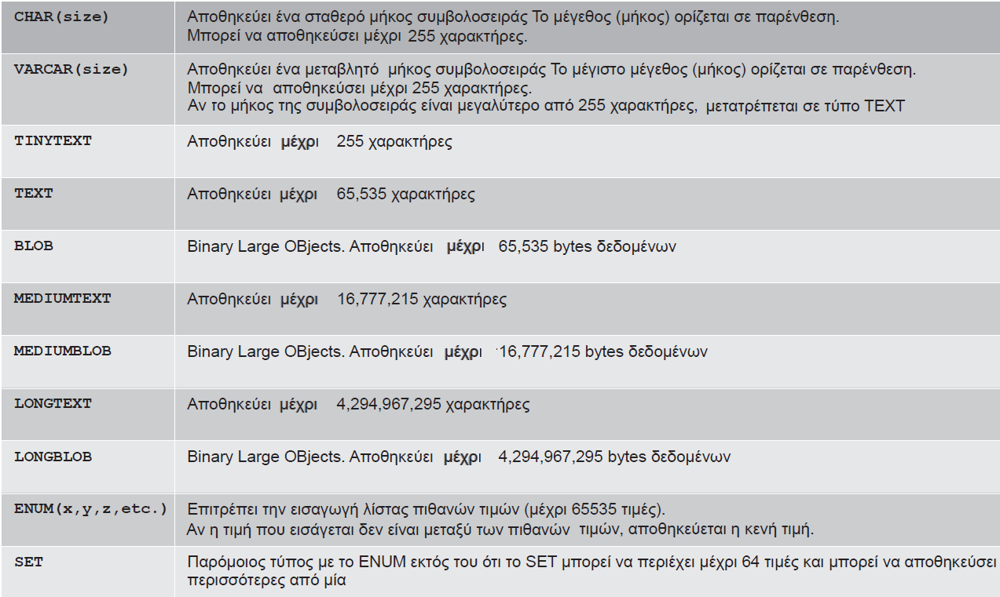 CHAR(size) Αποθηκεύει ένα σταθερό μήκος συμβολοσειράς Το μέγεθος (μήκος) ορίζεται σε παρένθεση.
Μπορεί να αποθηκεύσει μέχρι 255 χαρακτήρες.
VARCAR(size) Αποθηκεύει ένα μεταβλητό μήκος συμβολοσειράς Το μέγιστο μέγεθος (μήκος) ορίζεται σε παρένθεση.
Μπορεί να αποθηκεύσει μέχρι 255 χαρακτήρες.
Αν το μήκος της συμβολοσειράς είναι μεγαλύτερο από 255 χαρακτήρες, μετατρέπεται σε τύπο TEXT
TINYTEXT Αποθηκεύει μέχρι 255 χαρακτήρες
TEXT Αποθηκεύει μέχρι 65,535 χαρακτήρες
BLOB Binary Large OBjects. Αποθηκεύει μέχρι 65,535 bytes δεδομένων
MEDIUMTEXT Αποθηκεύει μέχρι 16,777,215 χαρακτήρες
MEDIUMBLOB Binary Large OBjects. Αποθηκεύει μέχρι 16,777,215 bytes δεδομένων
LONGTEXT Αποθηκεύει μέχρι 4,294,967,295 χαρακτήρες
LONGBLOB Binary Large OBjects. Αποθηκεύει μέχρι 4,294,967,295 bytes δεδομένων
ENUM(x,y,z,etc.) Επιτρέπει την εισαγωγή λίστας πιθανών τιμών (μέχρι 65535 τιμές).
Αν η τιμή που εισάγεται δεν είναι μεταξύ των πιθανών τιμών, αποθηκεύεται η κενή τιμή.
SET Παρόμοιος τύπος με το ENUM εκτός του ότι το SET μπορεί να περιέχει μέχρι 64 τιμές και μπορεί να αποθηκεύσει
περισσότερες από μία